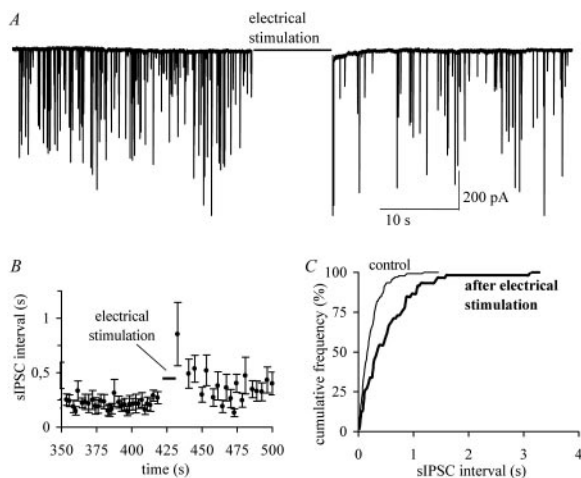 A
electrical
stimulation
200 pA
10 s
B
sIPSC interval (s)
1
0,5
0
electrical
stimulation
350 375 400 425 450 475 500
time (s)
C
cumulative frequency (%)
100
75
50
25
0
control
after electrical
stimulation
0 1 2 3 4
sIPSC interval (s)